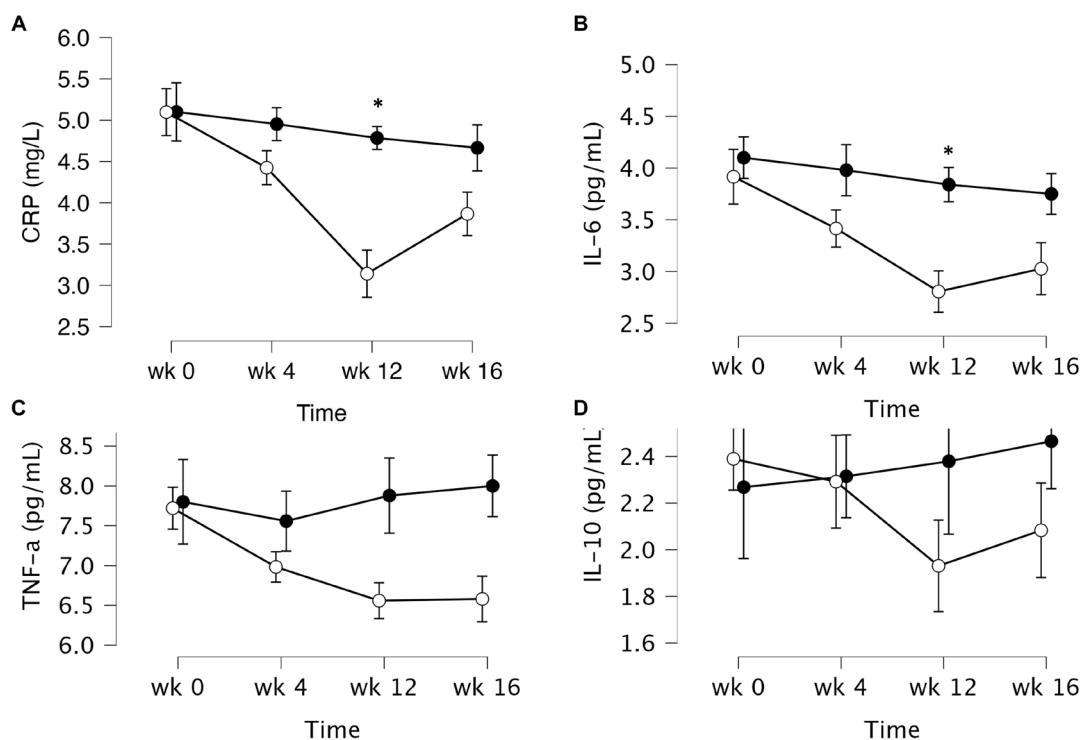 A
CRP (mg/L)
6.0
5.5
5.0
4.5
4.0
3.5
3.0
2.5
*
wk 0 wk 4 wk 12 wk 16
Time
B
IL-6 (pg/mL)
5.0
4.5
4.0
3.5
3.0
2.5
*
wk 0 wk 4 wk 12 wk 16
Time
C
TNF-a (pg/mL)
8.5
8.0
7.5
7.0
6.5
6.0
wk 0 wk 4 wk 12 wk 16
Time
D
IL-10 (pg/mL)
2.4
2.2
2.0
1.8
1.6
wk 0 wk 4 wk 12 wk 16
Time